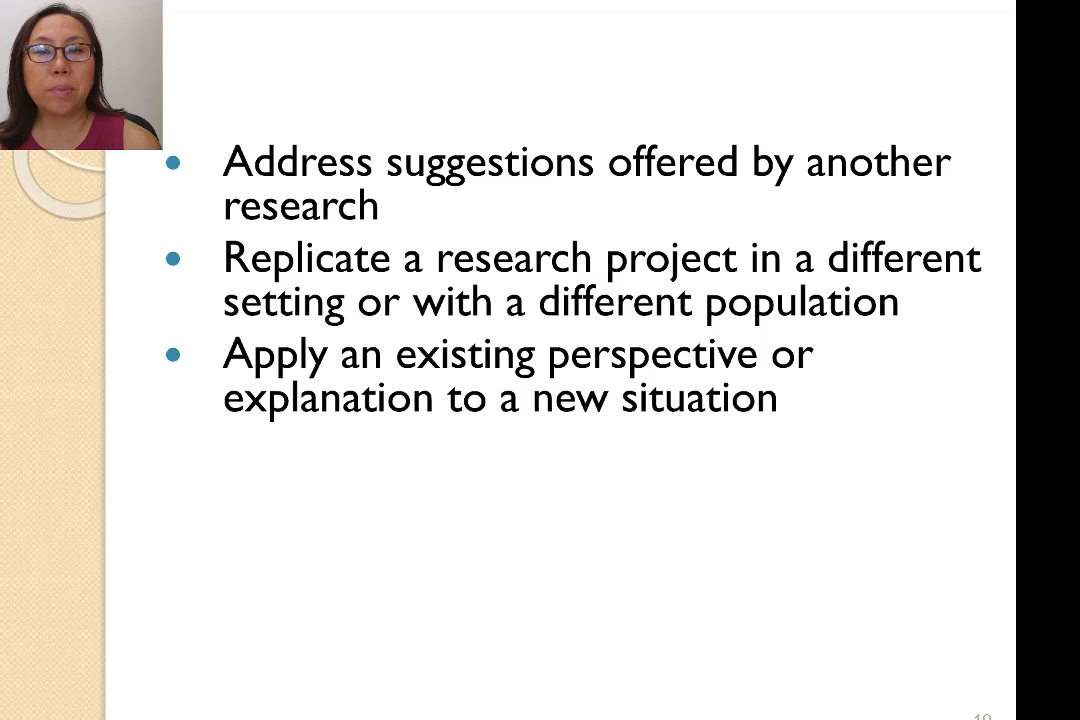 Address suggestions offered by another
research
Replicate a research project in a different
setting or with a different population
Apply an existing perspective or
explanation to a new situation